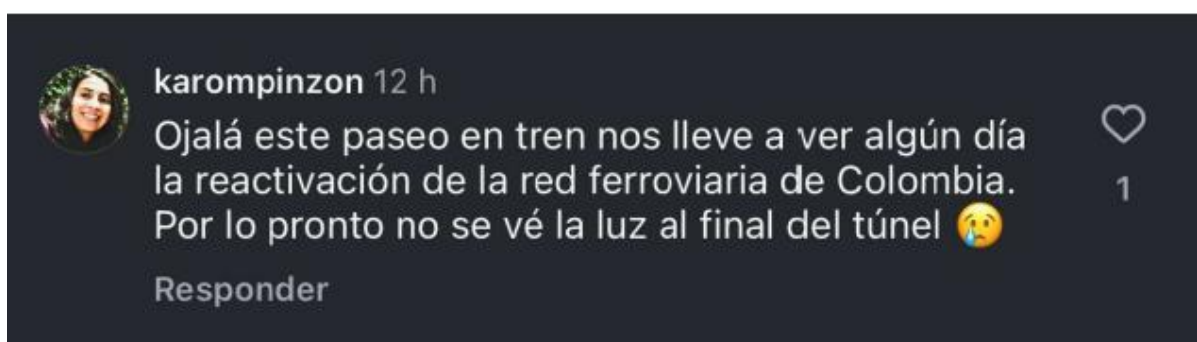 karompinzon 12 h
Ojalá este paseo en tren nos lleve a ver algún día
la reactivación de la red ferroviaria de Colombia.
Por lo pronto no se vé la luz al final del túnel 😢
1
Responder